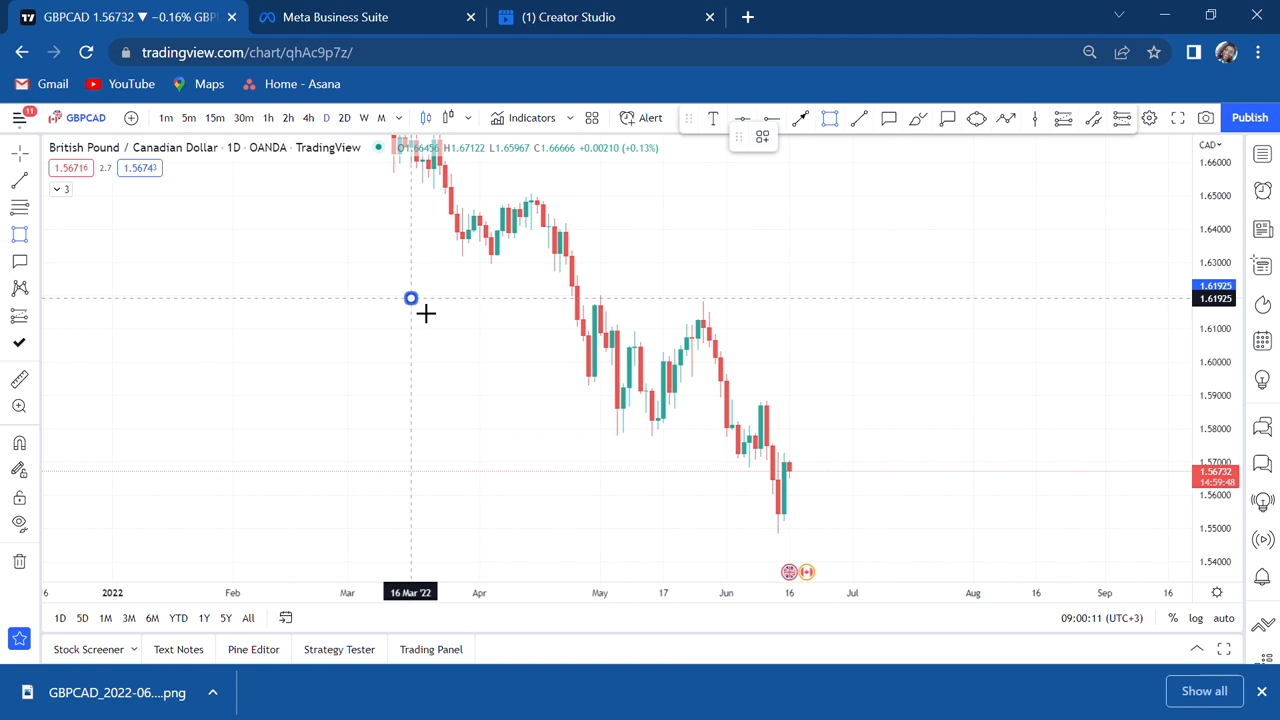 GBPCAD 1.56732 ▼ −0.16% GBP
Meta Business Suite
(1) Creator Studio
tradingview.com/chart/qhAc9p7z/
Gmail
YouTube
Maps
Home - Asana
11
GBPCAD
1m 5m 15m 30m 1h 2h 4h D 2D W M
Indicators
Alert
Publish
British Pound / Canadian Dollar · 1D · OANDA · TradingView
O1.66456 H1.67122 L1.65967 C1.66666 +0.00210 (+0.13%)
CAD
1.56716 2.7 1.56743
3
1.66000
1.65000
1.64000
1.63000
1.61925
1.61925
1.61000
1.60000
1.59000
1.58000
1.57000
1.56732
14:59:48
1.56000
1.55000
1.54000
6 2022 Feb Mar 16 Mar '22 Apr May 17 Jun 16 Jul Aug 16 Sep 16
1D 5D 1M 3M 6M YTD 1Y 5Y All
09:00:11 (UTC+3) % log auto
Stock Screener
Text Notes
Pine Editor
Strategy Tester
Trading Panel
GBPCAD_2022-06....png
Show all